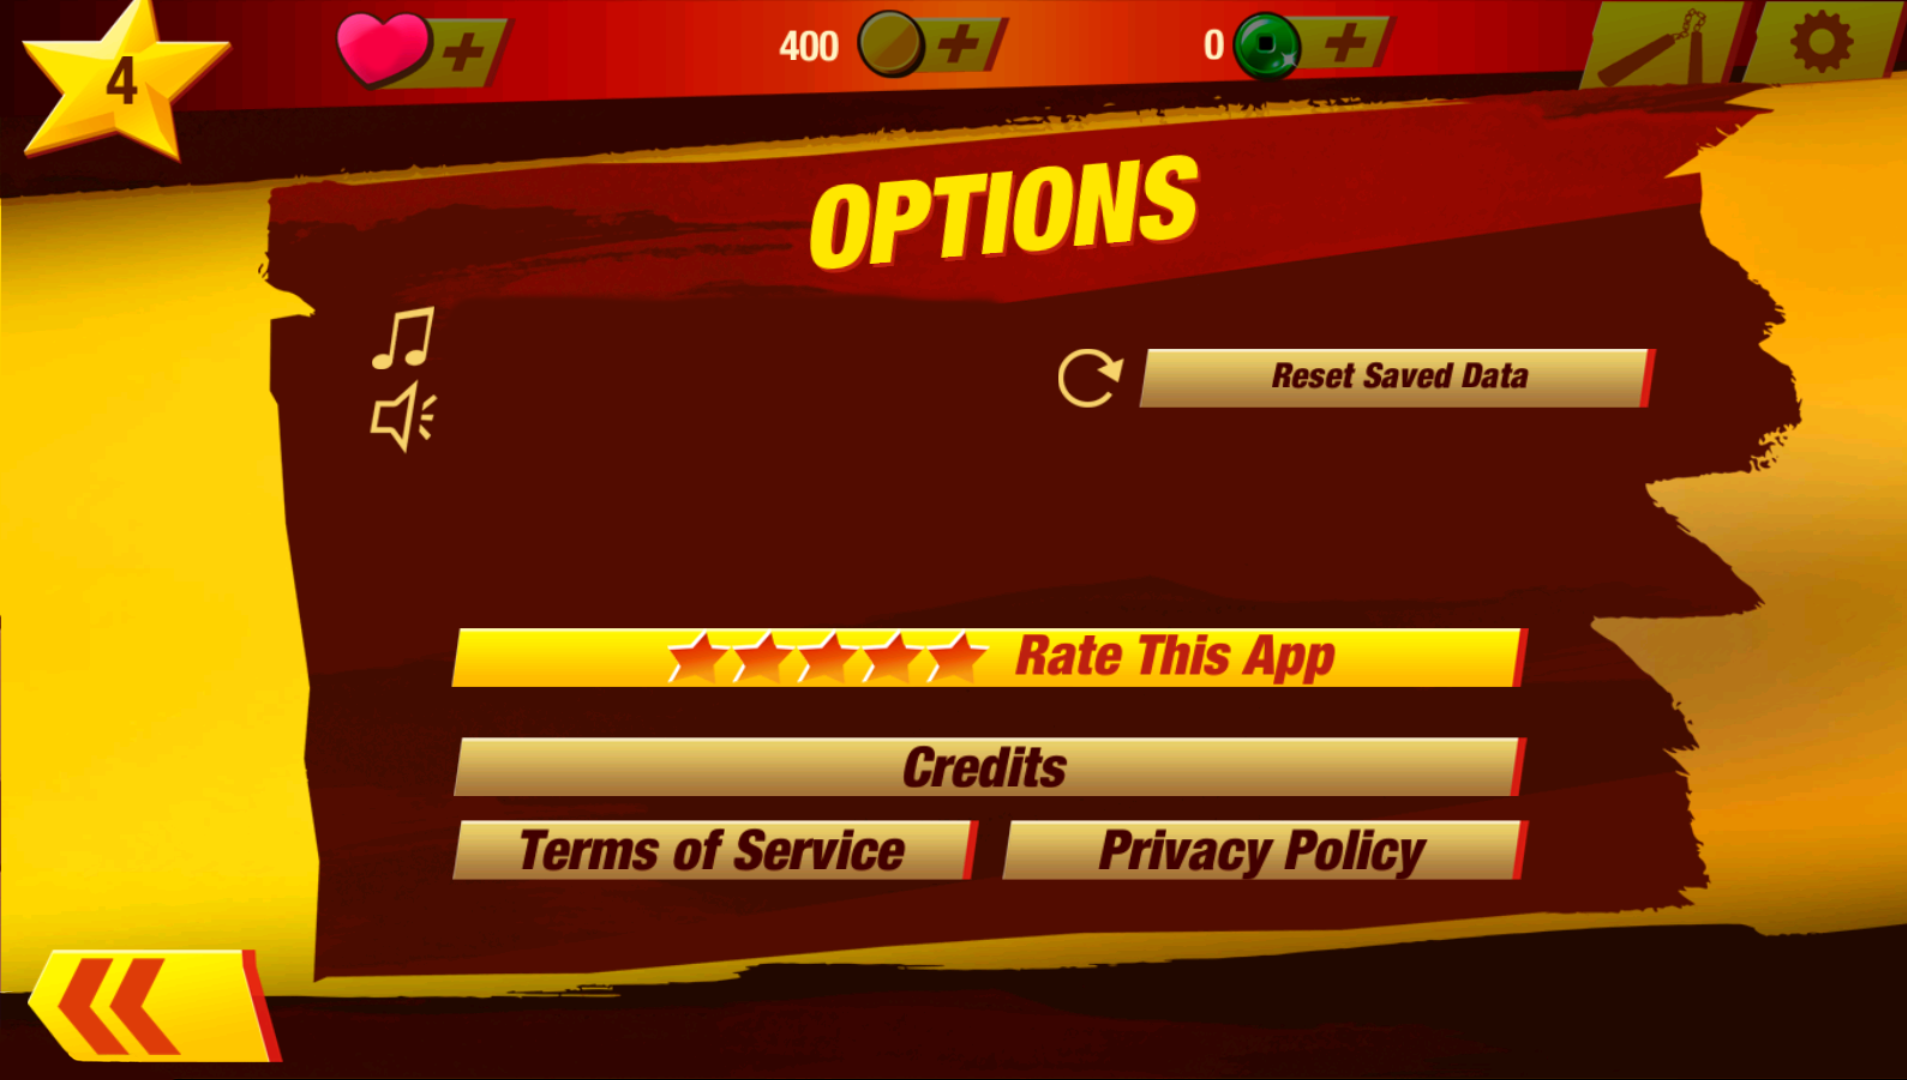 4
400
0
OPTIONS
Reset Saved Data
Rate This App
Credits
Terms of Service
Privacy Policy